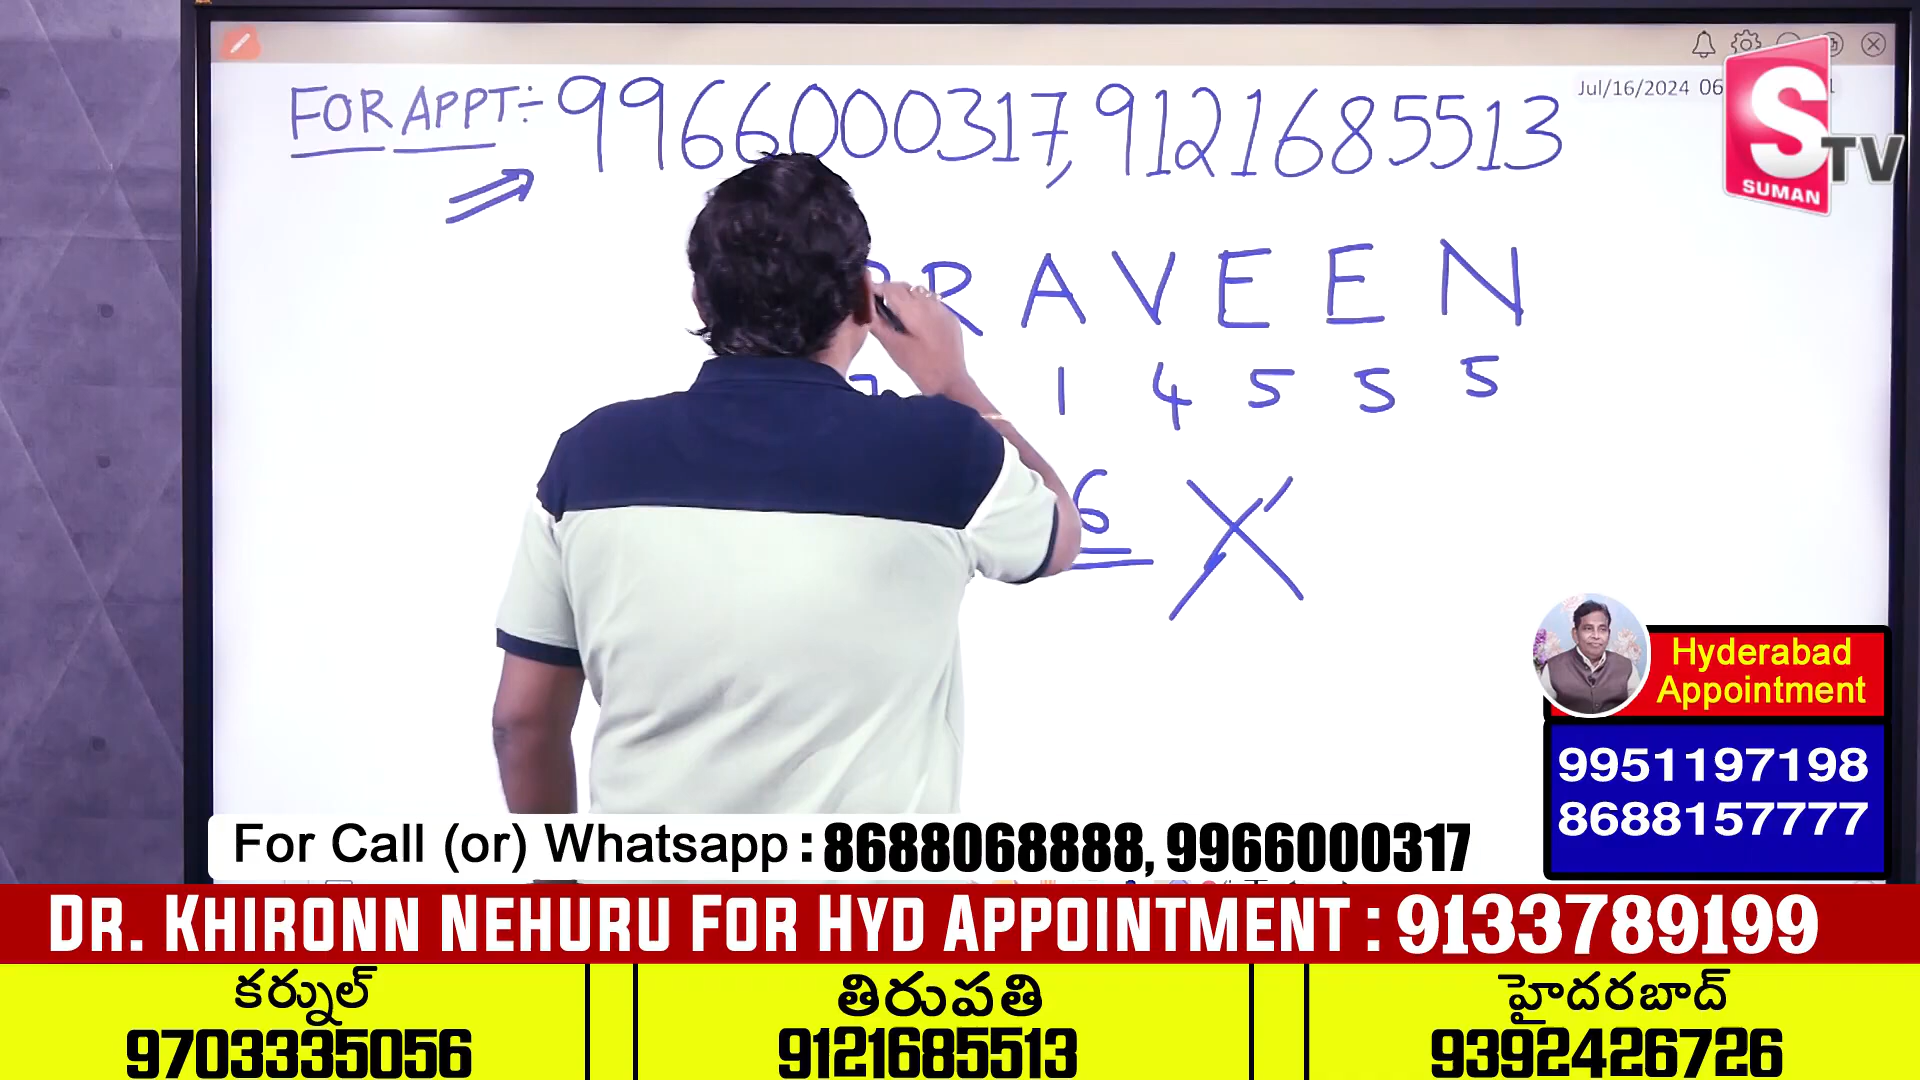 Jul/16/2024 06
FOR APPT:- 9966000317, 9121685513
S TV
SUMAN
RAVEEN
1 4 5 5 5
6 X
Hyderabad
Appointment
9951197198
8688157777
For Call (or) Whatsapp : 8688068888, 9966000317
DR. KHIRONN NEHURU FOR HYD APPOINTMENT : 9133789199
కర్నుల్ తిరుపతి హైదరబాద్
9703335056 9121685513 9392426726